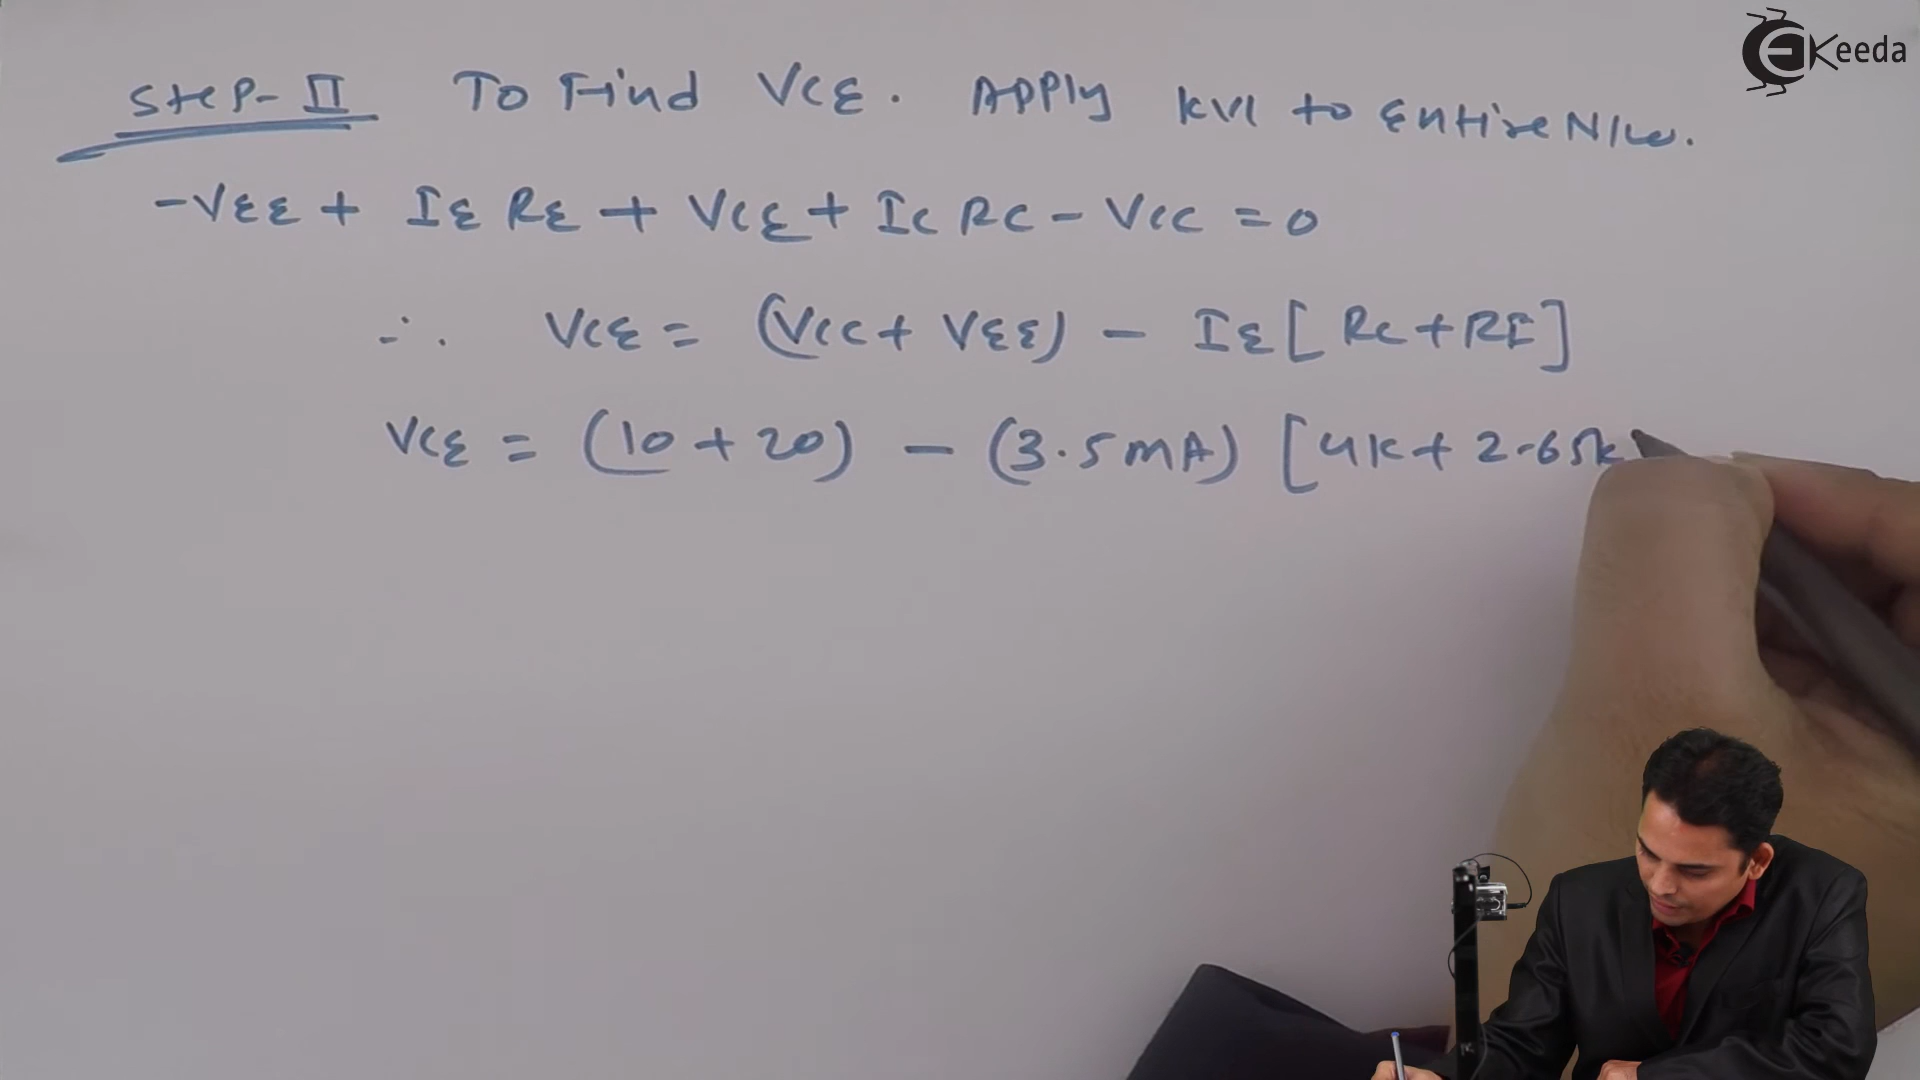 EKeeda
Step-II To Find VCE. Apply KVL to Entire N/w.
-VEE + IE RE + VCE + IC RC - VCC = 0
∴ VCE = (VCC + VEE) - IE [RC + RE]
VCE = (10 + 20) - (3.5mA) [4K + 2.65K